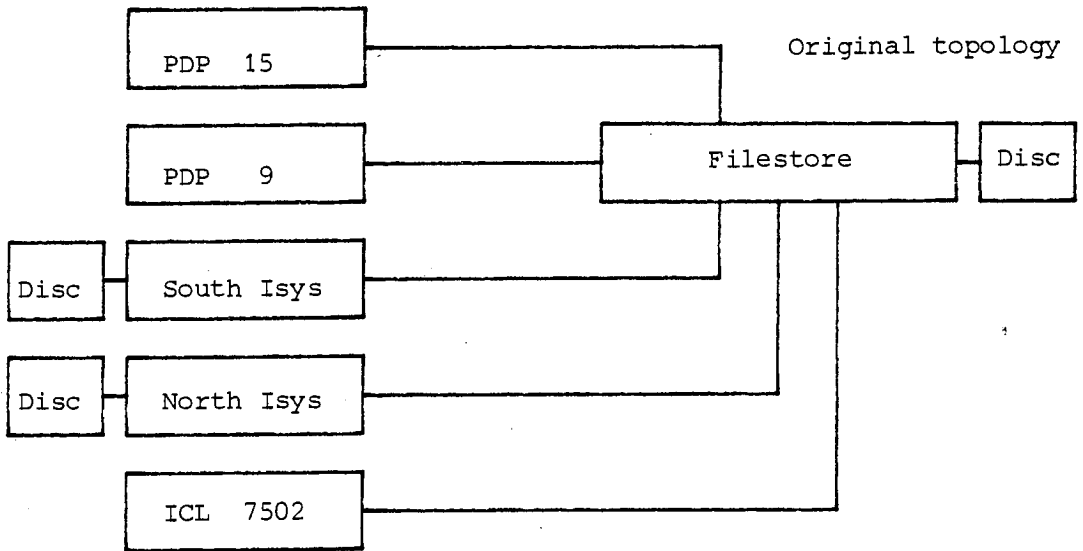 Original topology
PDP 15
Filestore
Disc
PDP 9
Disc
South Isys
Disc
North Isys
ICL 7502